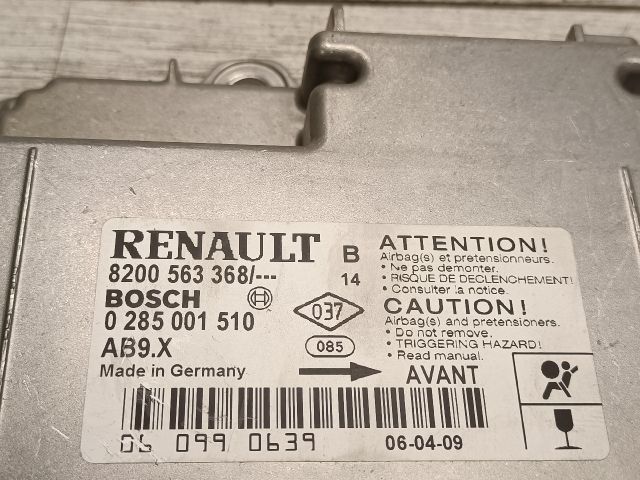 RENAULT
8200 563 368/---
BOSCH
0 285 001 510
AB9.X
Made in Germany
B
14
037
085
ATTENTION!
Airbag(s) et pretensionneurs.
• Ne pas demonter.
• RISQUE DE DECLENCHEMENT!
• Consulter la notice.
CAUTION!
Airbag(s) and pretensioners.
• Do not remove.
• TRIGGERING HAZARD!
• Read manual.
AVANT
06 099 0639
06-04-09